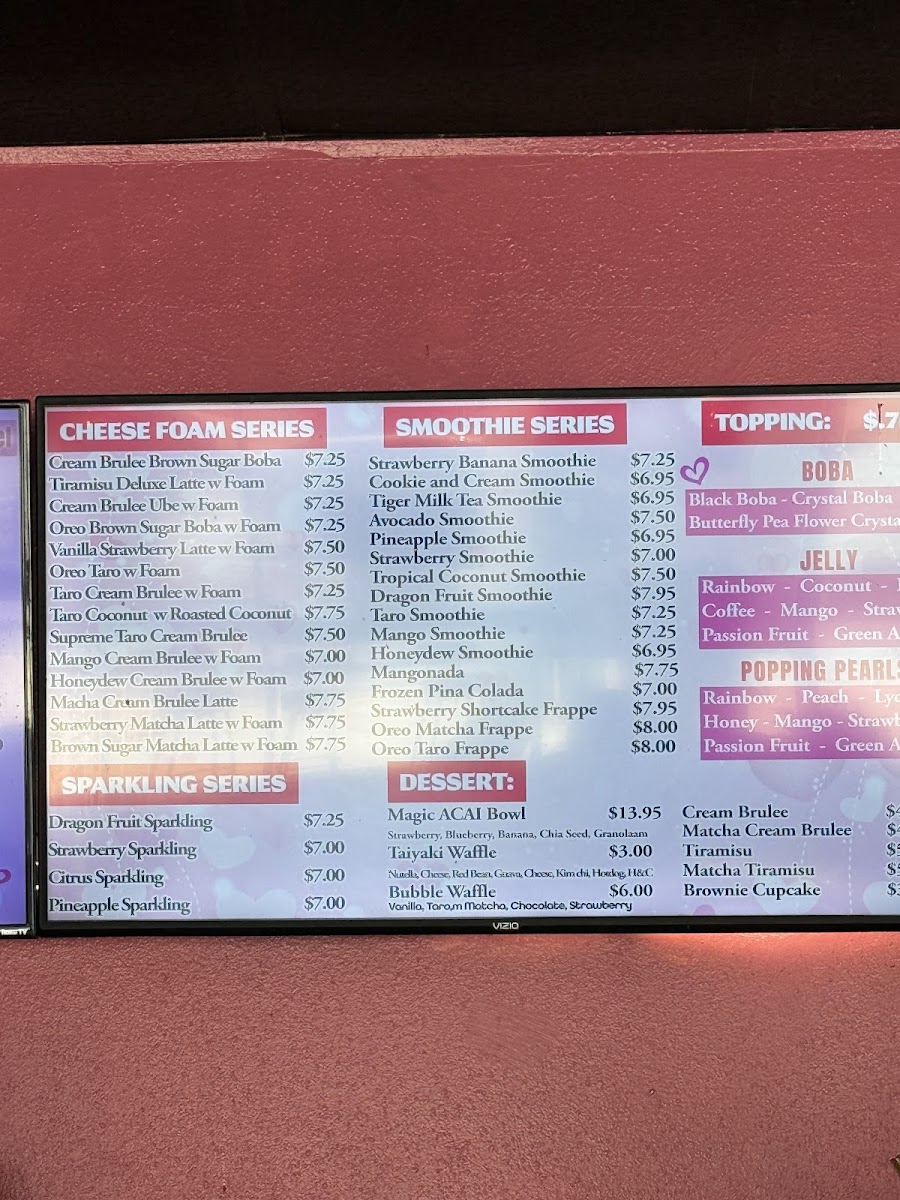 CHEESE FOAM SERIES
Cream Brulee Brown Sugar Boba $7.25
Tiramisu Deluxe Latte w Foam $7.25
Cream Brulee Ube w Foam $7.25
Oreo Brown Sugar Boba w Foam $7.25
Vanilla Strawberry Latte w Foam $7.50
Oreo Taro w Foam $7.50
Taro Cream Brulee w Foam $7.25
Taro Coconut w Roasted Coconut $7.75
Supreme Taro Cream Brulee $7.50
Mango Cream Brulee w Foam $7.00
Honeydew Cream Brulee w Foam $7.00
Macha Cream Brulee Latte $7.75
Strawberry Matcha Latte w Foam $7.75
Brown Sugar Matcha Latte w Foam $7.75
SPARKLING SERIES
Dragon Fruit Sparkling $7.25
Strawberry Sparkling $7.00
Citrus Sparkling $7.00
Pineapple Sparkling $7.00
SMOOTHIE SERIES
Strawberry Banana Smoothie $7.25
Cookie and Cream Smoothie $6.95
Tiger Milk Tea Smoothie $6.95
Avocado Smoothie $7.50
Pineapple Smoothie $6.95
Strawberry Smoothie $7.00
Tropical Coconut Smoothie $7.50
Dragon Fruit Smoothie $7.95
Taro Smoothie $7.25
Mango Smoothie $7.25
Honeydew Smoothie $6.95
Mangonada $7.75
Frozen Pina Colada $7.00
Strawberry Shortcake Frappe $7.95
Oreo Matcha Frappe $8.00
Oreo Taro Frappe $8.00
TOPPING: $.7
BOBA
Black Boba - Crystal Boba
Butterfly Pea Flower Crysta
JELLY
Rainbow - Coconut -
Coffee - Mango - Straw
Passion Fruit - Green A
POPPING PEARLS
Rainbow - Peach - Lyc
Honey - Mango - Strawb
Passion Fruit - Green A
DESSERT:
Magic ACAI Bowl $13.95
Strawberry, Blueberry, Banana, Chia Seed, Granolaam
Taiyaki Waffle $3.00
Nutella, Cheese, Red Bean, Guava, Cheese, Kim chi, Hotdog, H&C
Bubble Waffle $6.00
Vanilla, Taro,m Matcha, Chocolate, Strawberry
Cream Brulee $4
Matcha Cream Brulee $4
Tiramisu $5
Matcha Tiramisu
Brownie Cupcake
VIZIO